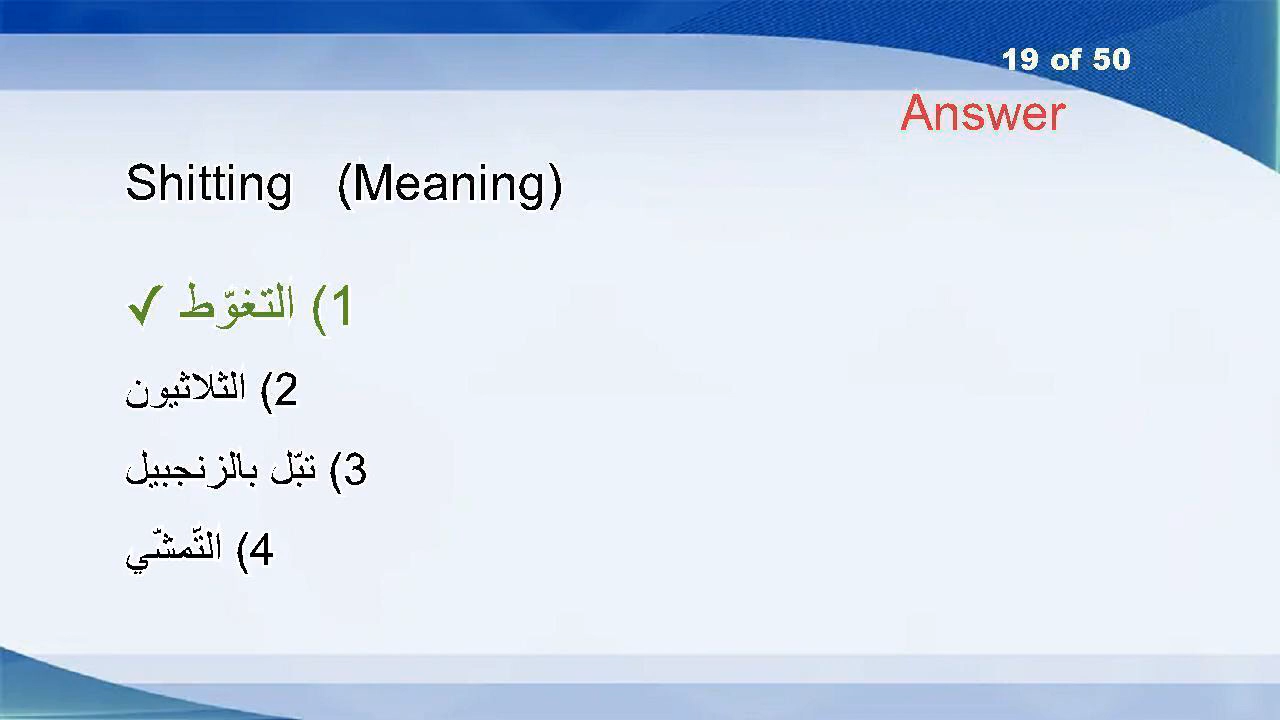 19 of 50
Answer
Shitting (Meaning)
1) التغوّط ✓
2) الثلاثيون
3) تبّل بالزنجبيل
4) التّمشّي